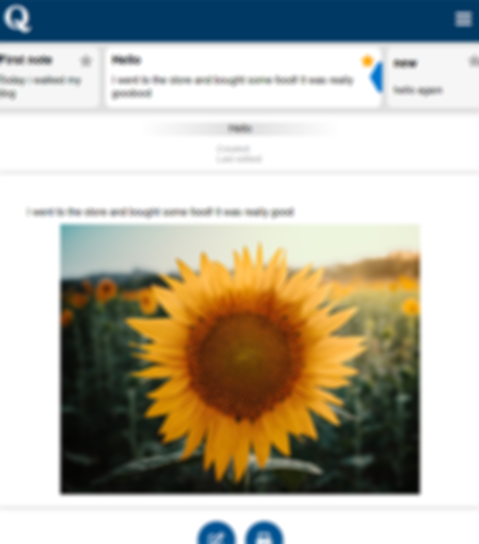 Q
First note
Today i walked my
dog
Hello
I went to the store and bought some food! It was really
gooood
new
hello again
Hello
Created
Last edited
I went to the store and bought some food! It was really good